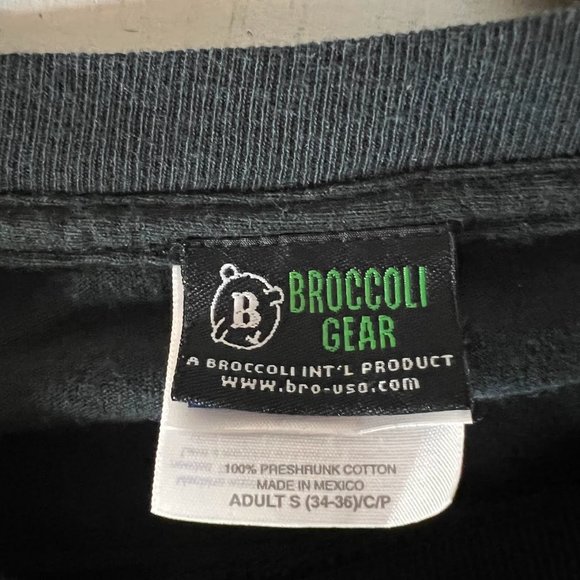 B
BROCCOLI
GEAR
A BROCCOLI INT'L PRODUCT
www.bro-usa.com
100% PRESHRUNK COTTON
MADE IN MEXICO
ADULT S (34-36)/C/P